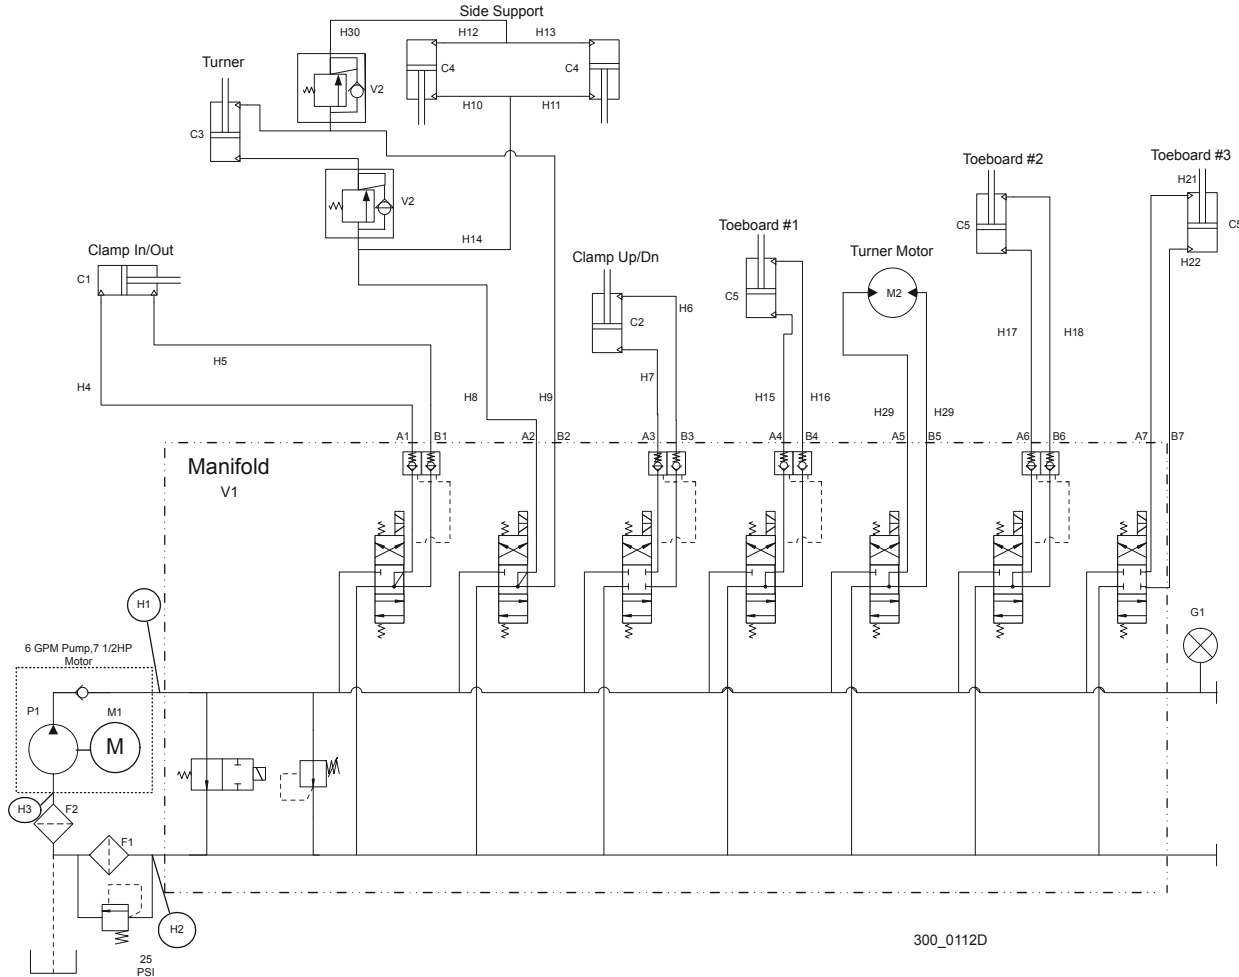 Side Support
H30
H12
H13
Turner
V2
C4
C4
H10
H11
C3
Toeboard #2
Toeboard #3
H21
V2
Toeboard #1
C5
C5
H14
Turner Motor
Clamp In/Out
Clamp Up/Dn
H22
C1
C5
M2
H6
C2
H17
H18
H5
H7
H4
H8
H9
H15
H16
H29
H29
A1
B1
A2
B2
A3
B3
A4
B4
A5
B5
A6
B6
A7
B7
Manifold
V1
H1
G1
6 GPM Pump,7 1/2HP
Motor
P1
M1
M
H3
F2
F1
H2
300_0112D
25
PSI